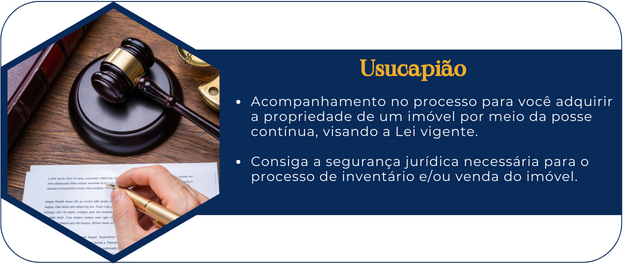 Usucapião
• Acompanhamento no processo para você adquirir
a propriedade de um imóvel por meio da posse
contínua, visando a Lei vigente.
• Consiga a segurança jurídica necessária para o
processo de inventário e/ou venda do imóvel.